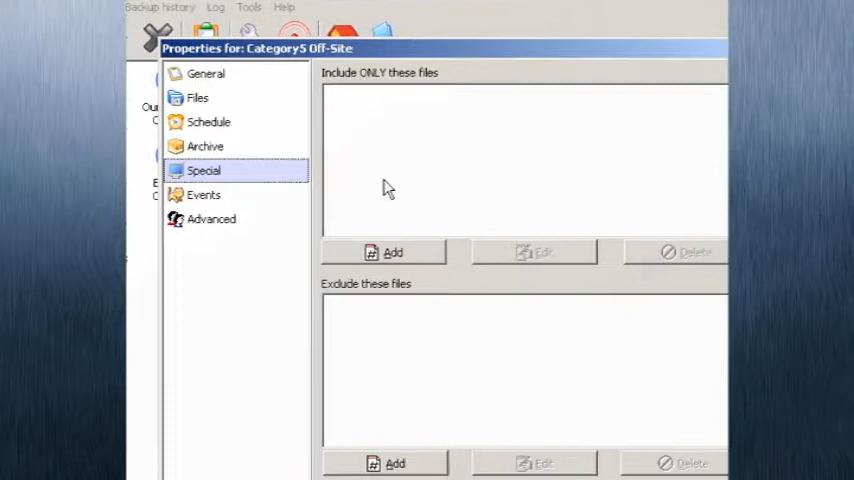 Backup history Log Tools Help
Properties for: Category5 Off-Site
General
Files
Schedule
Archive
Special
Events
Advanced
Include ONLY these files
Add Edit Delete
Exclude these files
Add Edit Delete
Ou